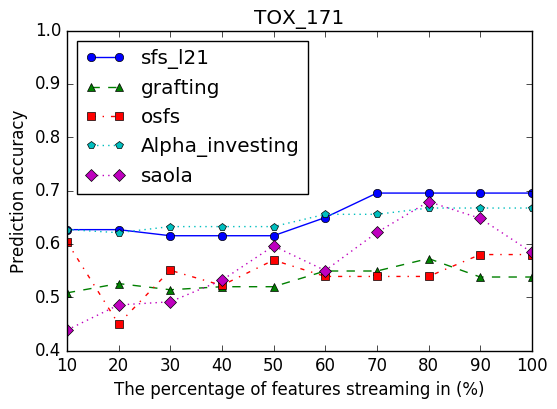 TOX_171
1.0
0.9
0.8
0.7
0.6
0.5
0.4
Prediction accuracy
sfs_l21
grafting
osfs
Alpha_investing
saola
10 20 30 40 50 60 70 80 90 100
The percentage of features streaming in (%)